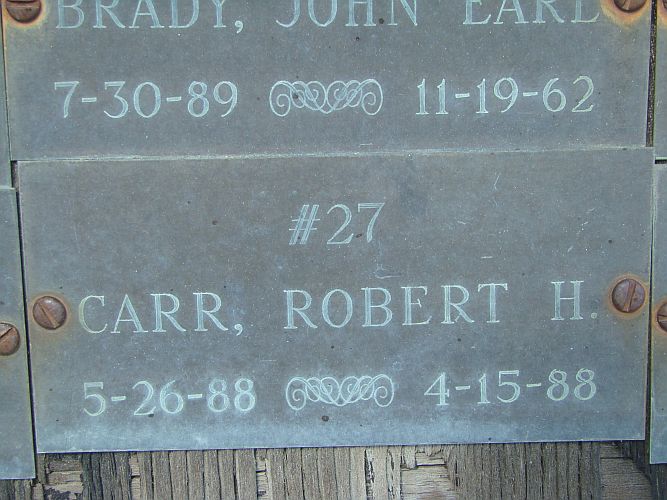 BRADY, JOHN EARL
7-30-89 11-19-62
#27
CARR, ROBERT H.
5-26-88 4-15-88